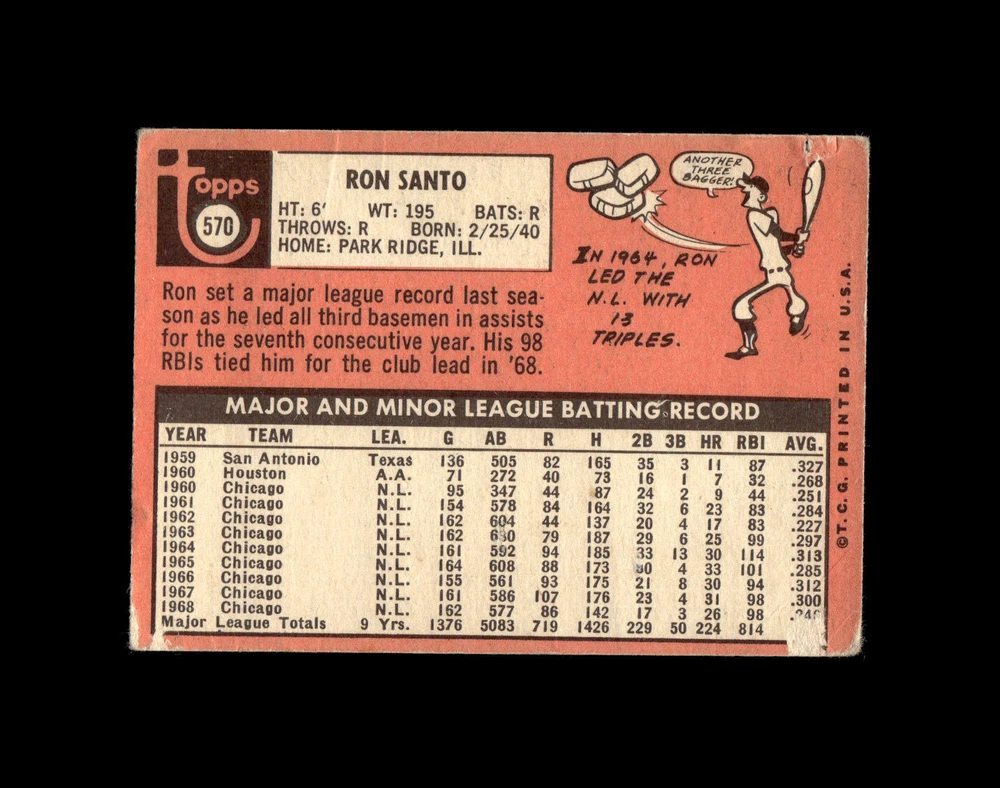 topps
570
RON SANTO
HT: 6' WT: 195 BATS: R
THROWS: R BORN: 2/25/40
HOME: PARK RIDGE, ILL.
Ron set a major league record last sea-
son as he led all third basemen in assists
for the seventh consecutive year. His 98
RBIs tied him for the club lead in '68.
ANOTHER
THREE
BAGGER!
IN 1964, RON
LED THE
N.L. WITH
13
TRIPLES.
MAJOR AND MINOR LEAGUE BATTING RECORD
YEAR TEAM LEA. G AB R H 2B 3B HR RBI AVG.
1959 San Antonio Texas 136 505 82 165 35 3 11 87 .327
1960 Houston A.A. 71 272 40 73 16 1 7 32 .268
1960 Chicago N.L. 95 347 44 87 24 2 9 44 .251
1961 Chicago N.L. 154 578 84 164 32 6 23 83 .284
1962 Chicago N.L. 162 604 44 137 20 4 17 83 .227
1963 Chicago N.L. 162 630 79 187 29 6 25 99 .297
1964 Chicago N.L. 161 592 94 185 33 13 30 114 .313
1965 Chicago N.L. 164 608 88 173 30 4 33 101 .285
1966 Chicago N.L. 155 561 93 175 21 8 30 94 .312
1967 Chicago N.L. 161 586 107 176 23 4 31 98 .300
1968 Chicago N.L. 162 577 86 142 17 3 26 98 .246
Major League Totals 9 Yrs. 1376 5083 719 1426 229 50 224 814
©T. C. G. PRINTED IN U.S.A.